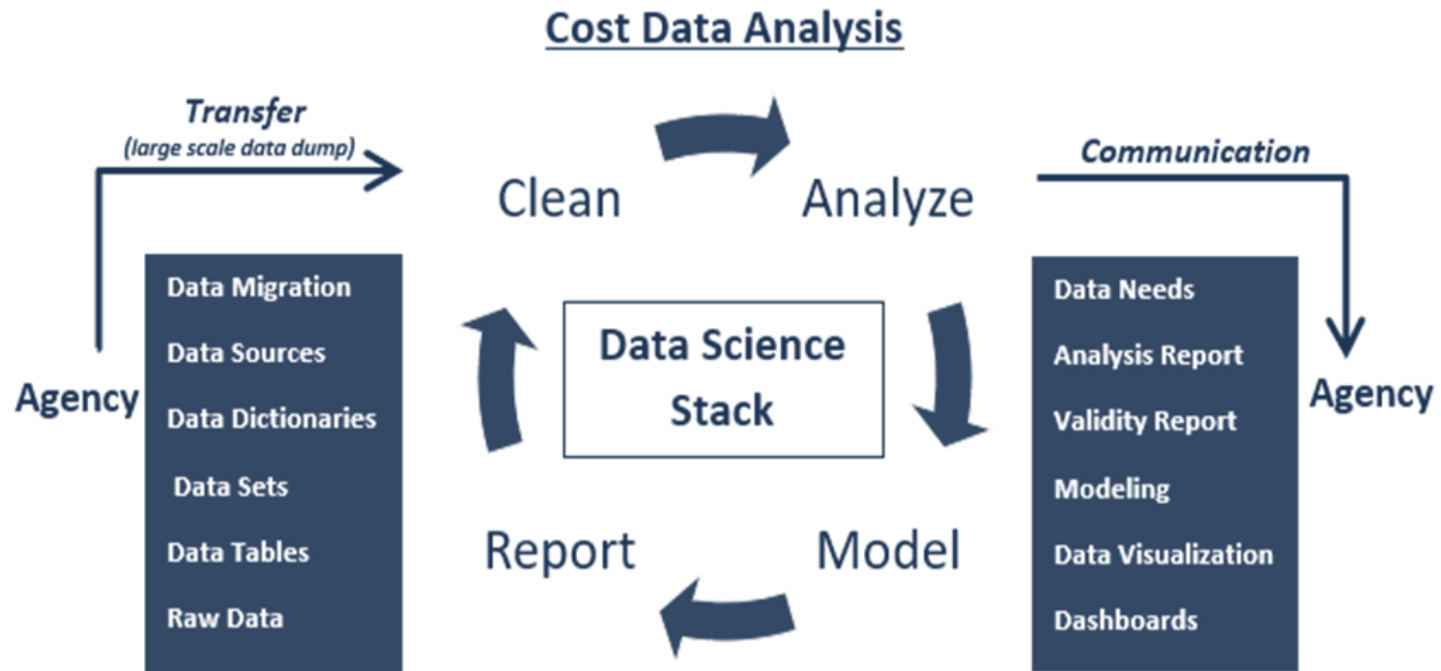 Cost Data Analysis
Transfer
(large scale data dump)
Agency
Data Migration
Data Sources
Data Dictionaries
Data Sets
Data Tables
Raw Data
Clean
Analyze
Data Science
Stack
Report
Model
Communication
Data Needs
Analysis Report
Validity Report
Modeling
Data Visualization
Dashboards
Agency